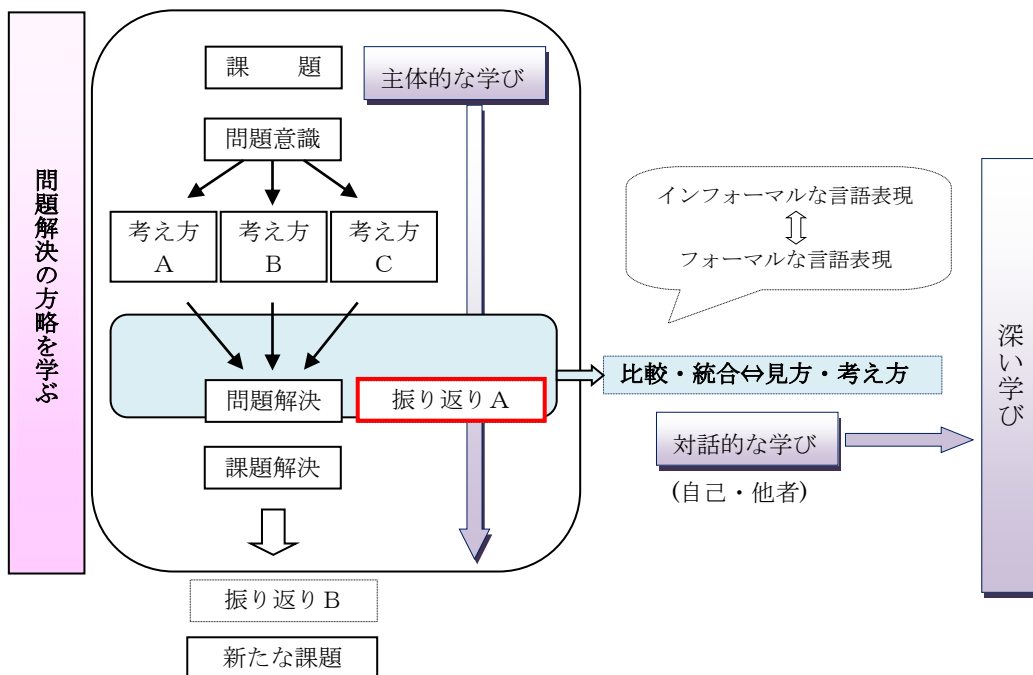 問題解決の方略を学ぶ
課　　題
主体的な学び
問題意識
考え方
A
考え方
B
考え方
C
インフォーマルな言語表現
フォーマルな言語表現
問題解決
振り返りA
比較・統合⇔見方・考え方
課題解決
対話的な学び
(自己・他者)
深い学び
振り返りB
新たな課題